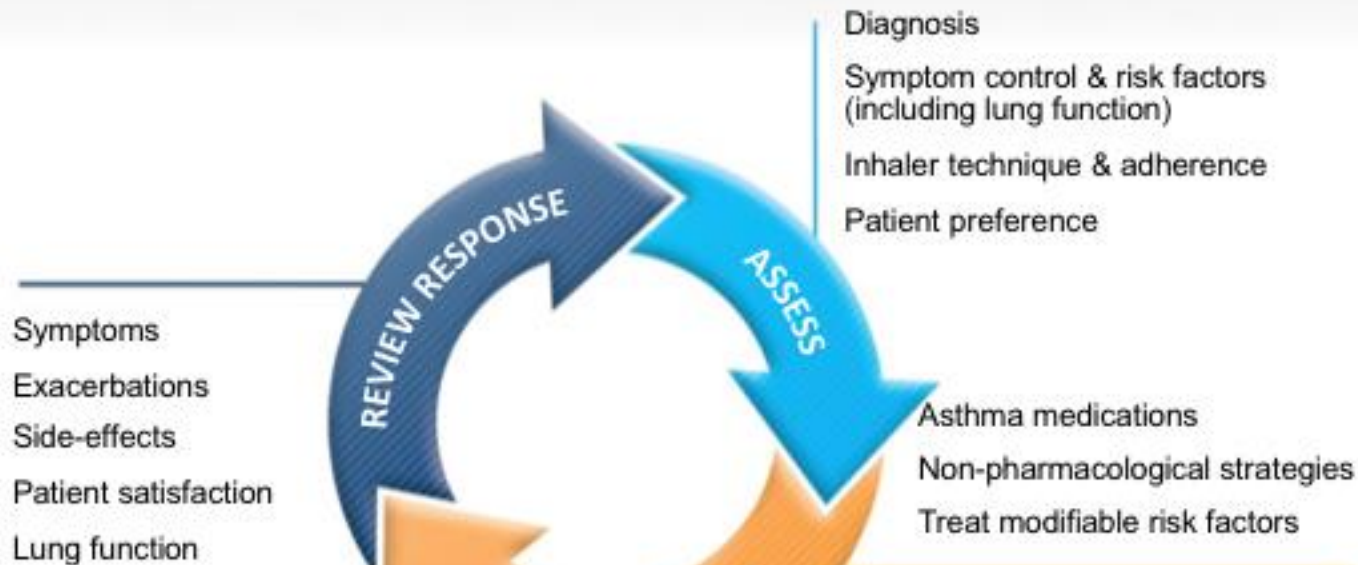 Diagnosis
Symptom control & risk factors
(including lung function)
Inhaler technique & adherence
Patient preference
REVIEW RESPONSE
ASSESS
Symptoms
Exacerbations
Side-effects
Patient satisfaction
Lung function
Asthma medications
Non-pharmacological strategies
Treat modifiable risk factors